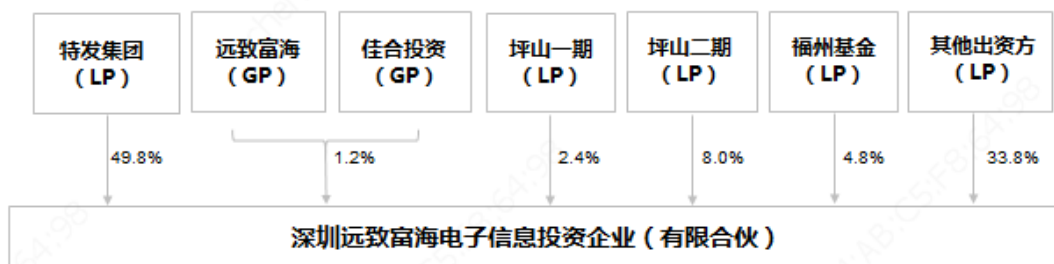 特发集团
（LP）
远致富海
（GP）
佳合投资
（GP）
坪山一期
（LP）
坪山二期
（LP）
福州基金
（LP）
其他出资方
（LP）
49.8%
1.2%
2.4%
8.0%
4.8%
33.8%
深圳远致富海电子信息投资企业（有限合伙）